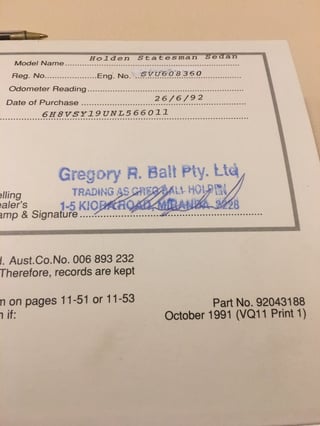 Model Name Holden Statesman Sedan
Reg. No. Eng. No. SVU608360
Odometer Reading
Date of Purchase 26/6/92
6H8VSY19UNL566011
Gregory R. Ball Pty. Ltd
TRADING AS GREG BALL HOLDEN
1-5 KIORA ROAD, MIRANDA 2228
elling
ealer's
amp & Signature
d. Aust.Co.No. 006 893 232
Therefore, records are kept
m on pages 11-51 or 11-53
n if:
Part No. 92043188
October 1991 (VQ11 Print 1)